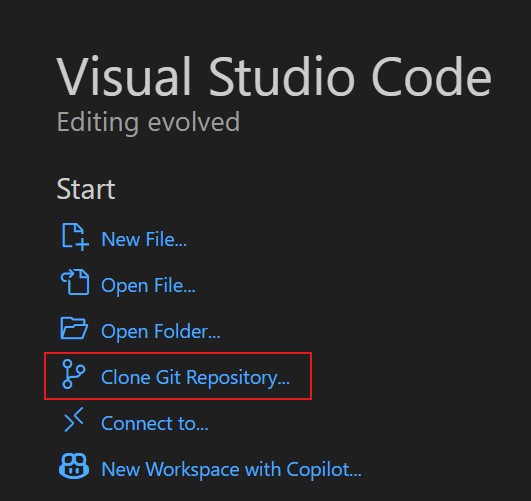 Visual Studio Code
Editing evolved
Start
New File...
Open File...
Open Folder...
Clone Git Repository...
Connect to...
New Workspace with Copilot...